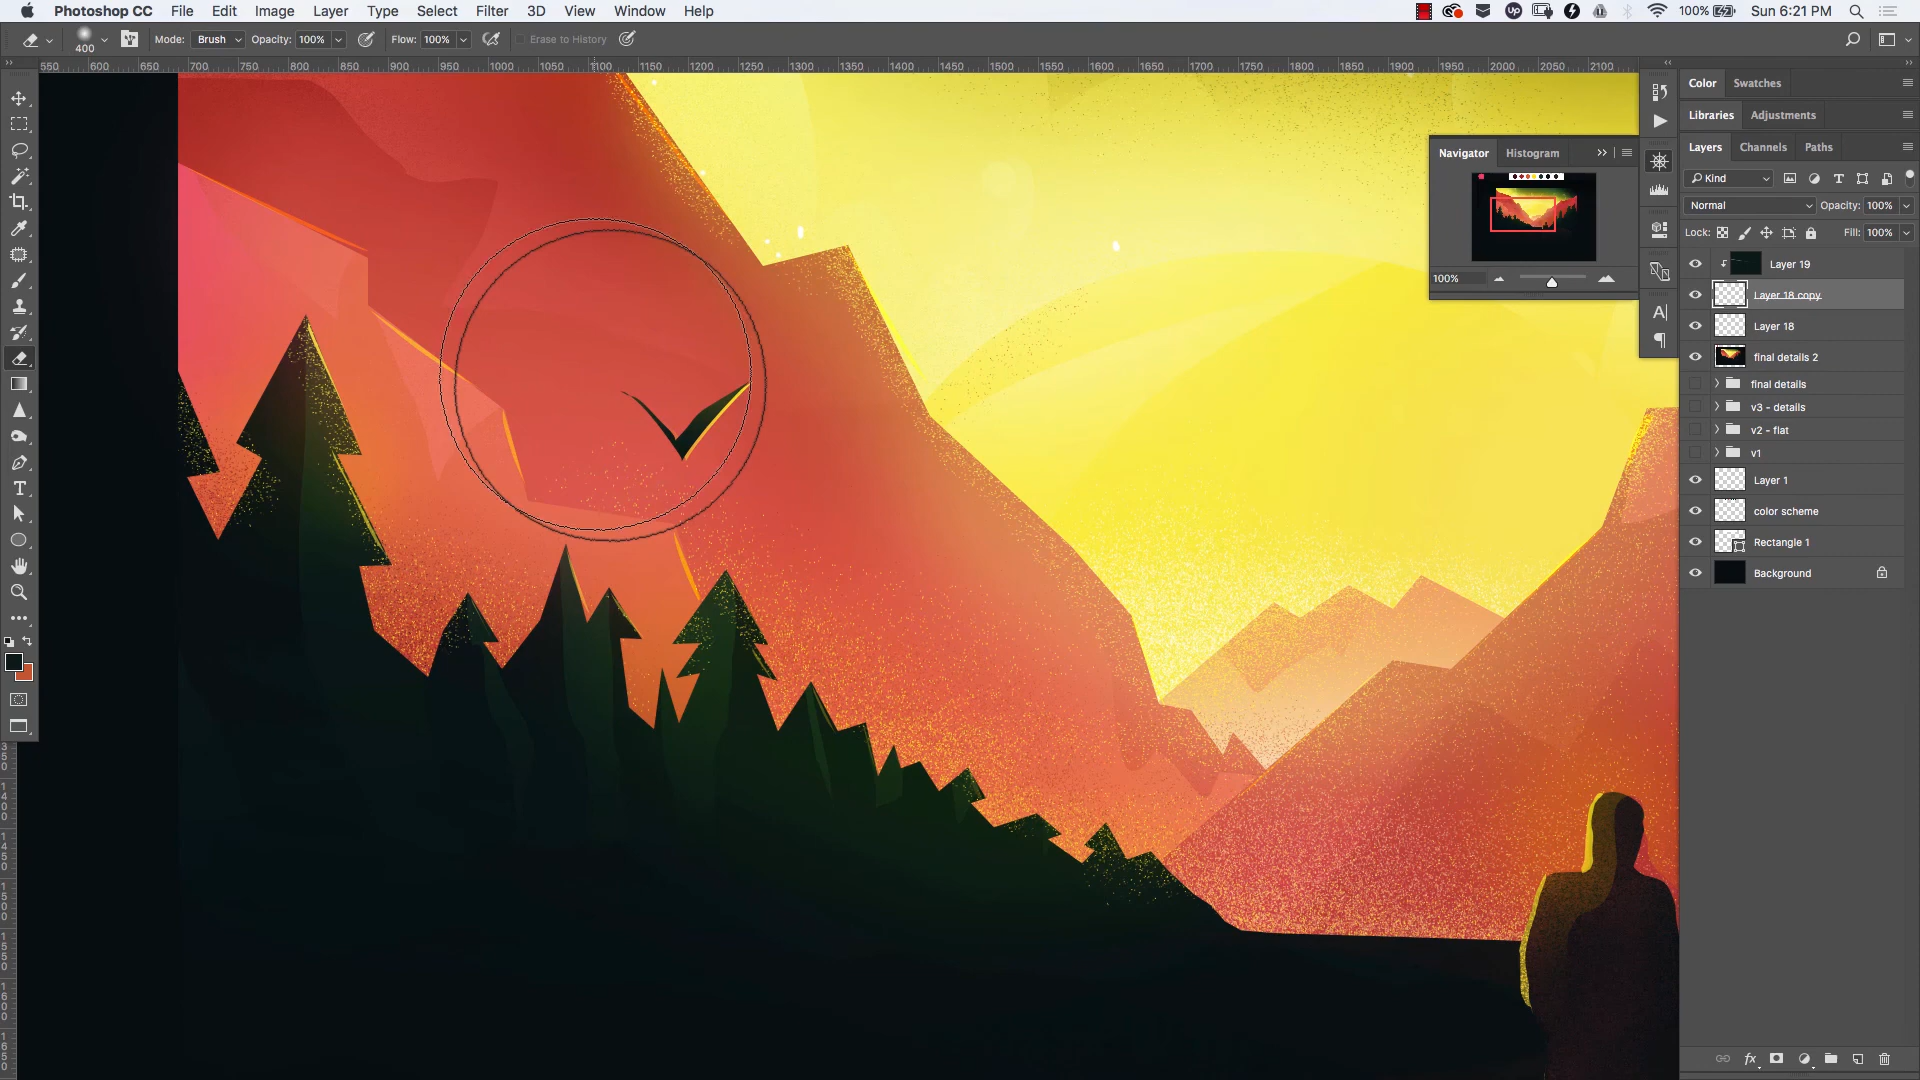 Photoshop CC File Edit Image Layer Type Select Filter 3D View Window Help 100% Sun 6:21 PM
400 Mode: Brush Opacity: 100% Flow: 100% Erase to History
550 600 650 700 750 800 850 900 950 1000 1050 1100 1150 1200 1250 1300 1350 1400 1450 1500 1550 1600 1650 1700 1750 1800 1850 1900 1950 2000 2050 2100
Color Swatches
Libraries Adjustments
Navigator Histogram
100%
Layers Channels Paths
Kind
Normal Opacity: 100%
Lock: Fill: 100%
Layer 19
Layer 18 copy
Layer 18
final details 2
final details
v3 - details
v2 - flat
v1
Layer 1
color scheme
Rectangle 1
Background